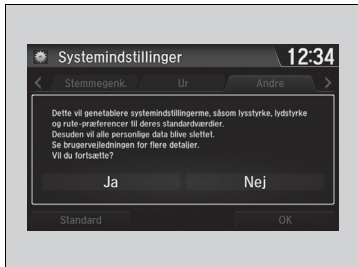 Systemindstillinger
12:34
Stemmegenk. Ur Andre
Dette vil genetablere systemindstillingerme, såsom lysstyrke, lydstyrke
og rute-præferencer til deres standardværdier.
Desuden vil alle personlige data blive slettet.
Se brugervejledningen for flere detaljer.
Vil du fortsætte?
Ja Nej
Standard OK